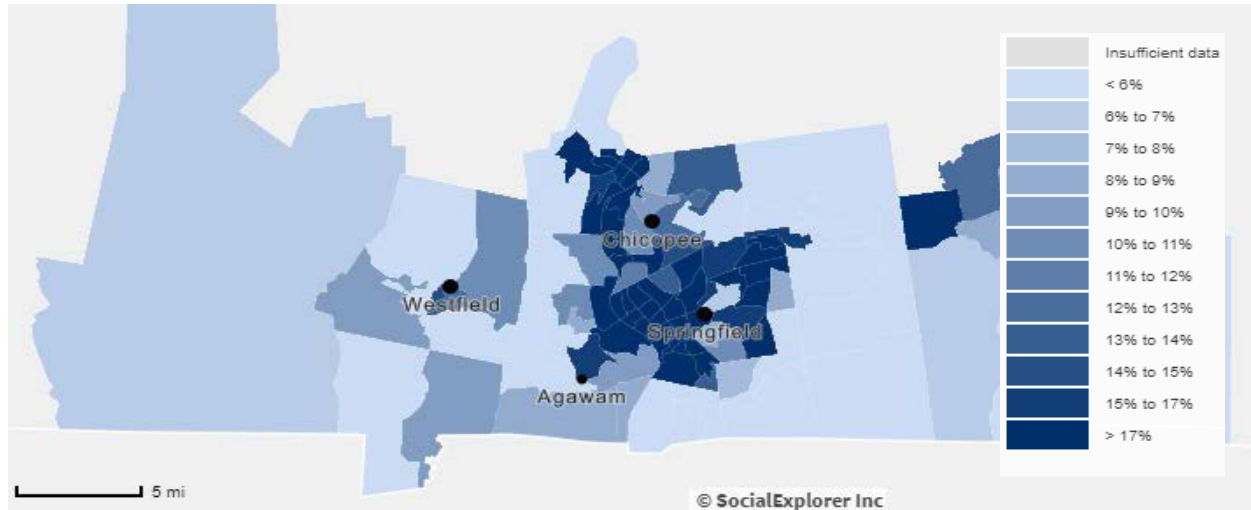 Insufficient data
< 6%
6% to 7%
7% to 8%
8% to 9%
9% to 10%
10% to 11%
11% to 12%
12% to 13%
13% to 14%
14% to 15%
15% to 17%
> 17%
Chicopee
Westfield
Springfield
Agawam
5 mi
© SocialExplorer Inc